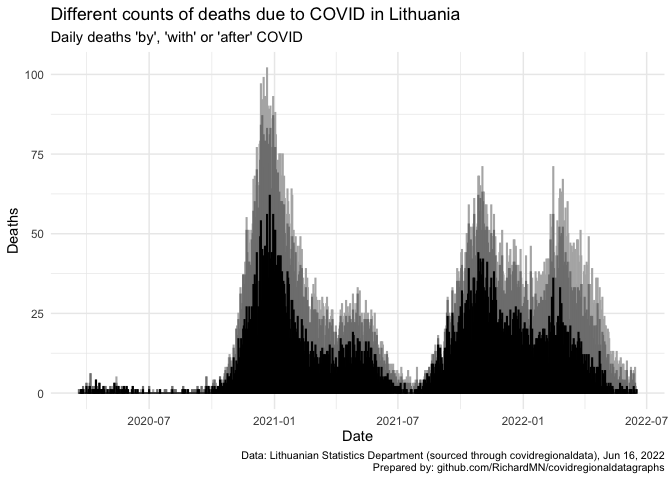 Different counts of deaths due to COVID in Lithuania
Daily deaths 'by', 'with' or 'after' COVID
100
75
50
25
0
Deaths
2020-07
2021-01
2021-07
2022-01
2022-07
Date
Data: Lithuanian Statistics Department (sourced through covidregionaldata), Jun 16, 2022
Prepared by: github.com/RichardMN/covidregionaldatagraphs